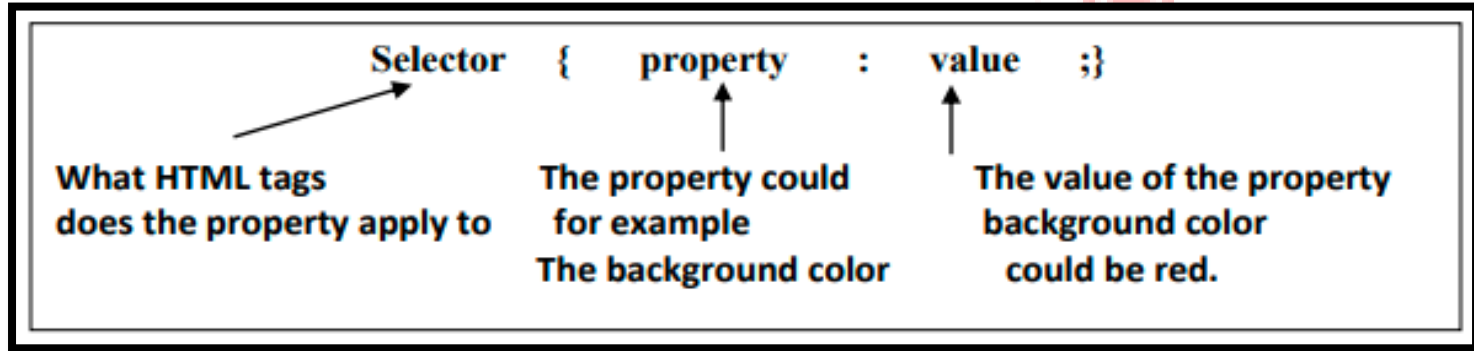 Selector { property : value ;}
What HTML tags
does the property apply to
The property could
for example
The background color
The value of the property
background color
could be red.